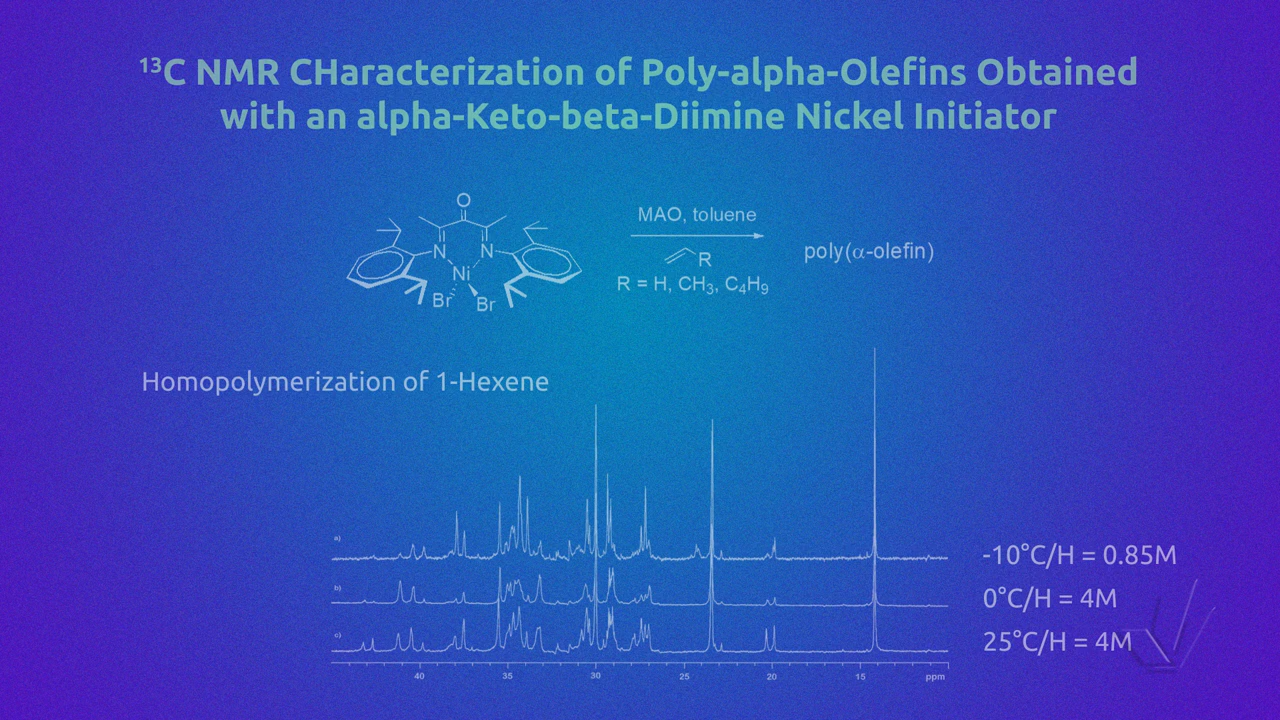 ¹³C NMR CHaracterization of Poly-alpha-Olefins Obtained
with an alpha-Keto-beta-Diimine Nickel Initiator
O
N N
Ni
Br Br
MAO, toluene
R
R = H, CH₃, C₄H₉
poly(α-olefin)
Homopolymerization of 1-Hexene
a)
b)
c)
-10°C/H = 0.85M
0°C/H = 4M
25°C/H = 4M
40 35 30 25 20 15 ppm